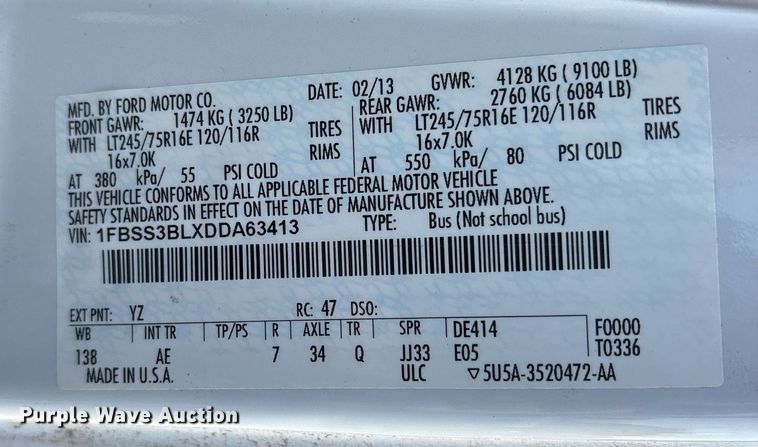 MFD. BY FORD MOTOR CO. DATE: 02/13 GVWR: 4128 KG ( 9100 LB)
FRONT GAWR: 1474 KG ( 3250 LB) REAR GAWR: 2760 KG ( 6084 LB)
WITH LT245/75R16E 120/116R TIRES WITH LT245/75R16E 120/116R TIRES
16x7.0K RIMS 16x7.0K RIMS
AT 380 kPa/ 55 PSI COLD AT 550 kPa/ 80 PSI COLD
THIS VEHICLE CONFORMS TO ALL APPLICABLE FEDERAL MOTOR VEHICLE
SAFETY STANDARDS IN EFFECT ON THE DATE OF MANUFACTURE SHOWN ABOVE.
VIN: 1FBSS3BLXDDA63413 TYPE: Bus (Not school bus)
EXT PNT: YZ RC: 47 DSO:
WB INT TR TP/PS R AXLE TR SPR DE414 F0000
138 AE 7 34 Q JJ33 E05 T0336
MADE IN U.S.A. ULC ▽5U5A-3520472-AA
Purple Wave Auction